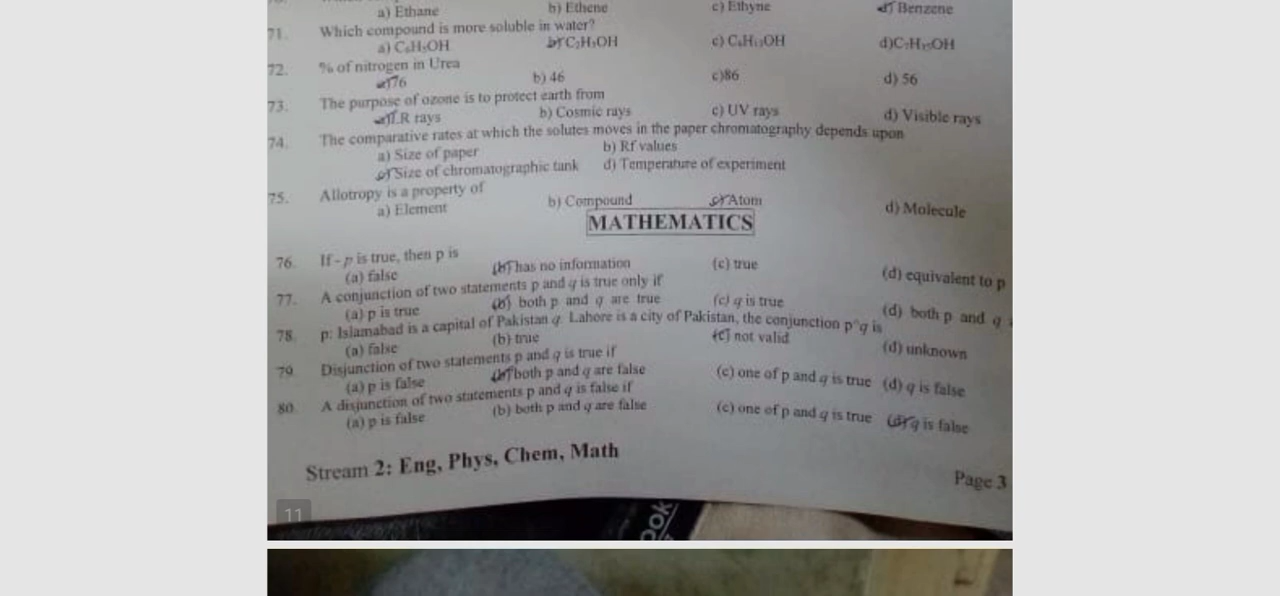 a) Ethane b) Ethene c) Ethyne d) Benzene
71. Which compound is more soluble in water?
a) C₆H₅OH b) C₂H₅OH c) C₆H₁₃OH d) C₇H₁₅OH
72. % of nitrogen in Urea
a) 76 b) 46 c)86 d) 56
73. The purpose of ozone is to protect earth from
a) I.R rays b) Cosmic rays c) UV rays d) Visible rays
74. The comparative rates at which the solutes moves in the paper chromatography depends upon
a) Size of paper b) Rf values
c) Size of chromatographic tank d) Temperature of experiment
75. Allotropy is a property of
a) Element b) Compound c) Atom d) Molecule
MATHEMATICS
76. If - p is true, then p is
(a) false (b) has no information (c) true (d) equivalent to p
77. A conjunction of two statements p and q is true only if
(a) p is true (b) both p and q are true (c) q is true (d) both p and q
78. p: Islamabad is a capital of Pakistan q: Lahore is a city of Pakistan, the conjunction p^q is
(a) false (b) true (c) not valid (d) unknown
79. Disjunction of two statements p and q is true if
(a) p is false (b) both p and q are false (c) one of p and q is true (d) q is false
80. A disjunction of two statements p and q is false if
(a) p is false (b) both p and q are false (c) one of p and q is true (d) q is false
Stream 2: Eng, Phys, Chem, Math
Page 3
11
ook